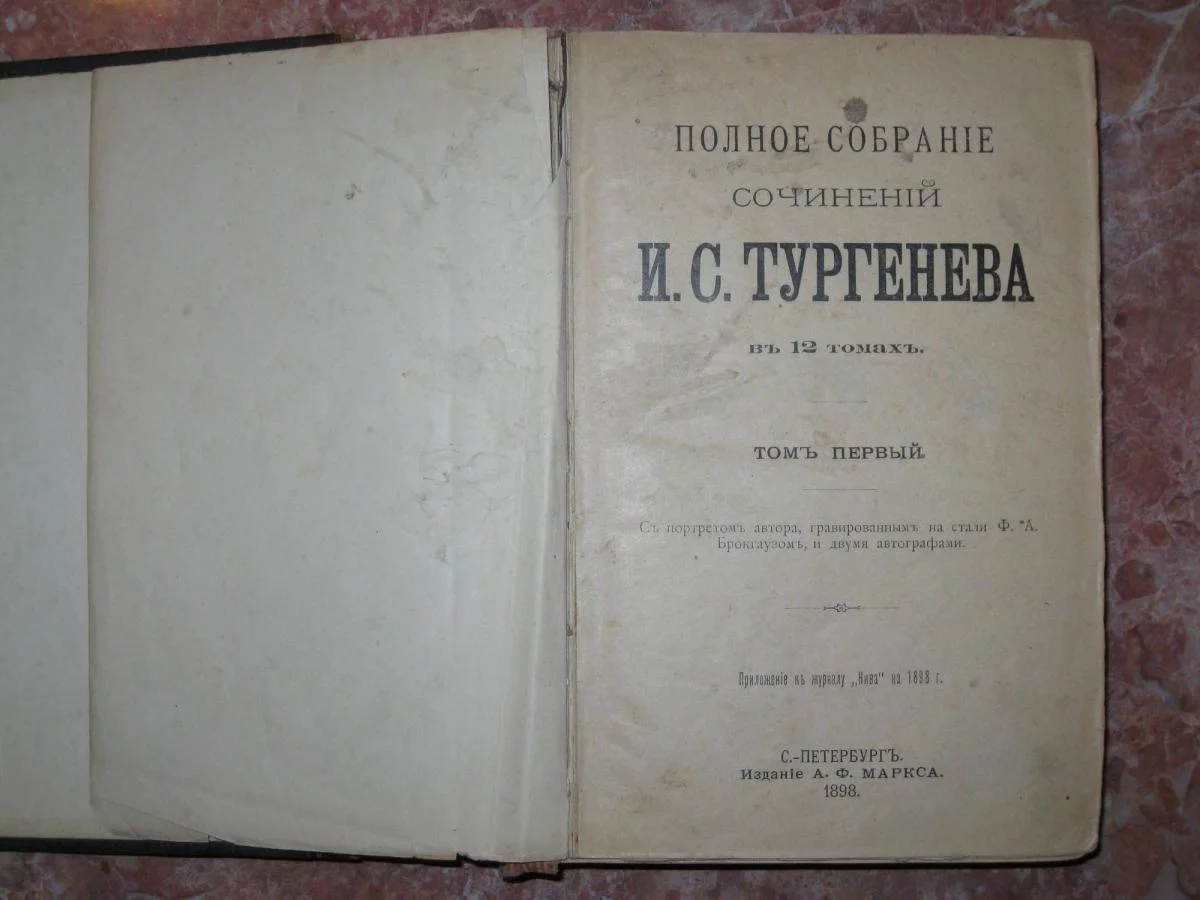 ПОЛНОЕ СОБРАНІЕ
СОЧИНЕНІЙ
И. С. ТУРГЕНЕВА
въ 12 томахъ.
ТОМЪ ПЕРВЫЙ.
Съ портретомъ автора, гравированнымъ на стали Ф. А.
Брокгаузомъ, и двумя автографами.
Приложеніе къ журналу „Нива" на 1898 г.
С.-ПЕТЕРБУРГЪ.
Изданіе А. Ф. МАРКСА.
1898.